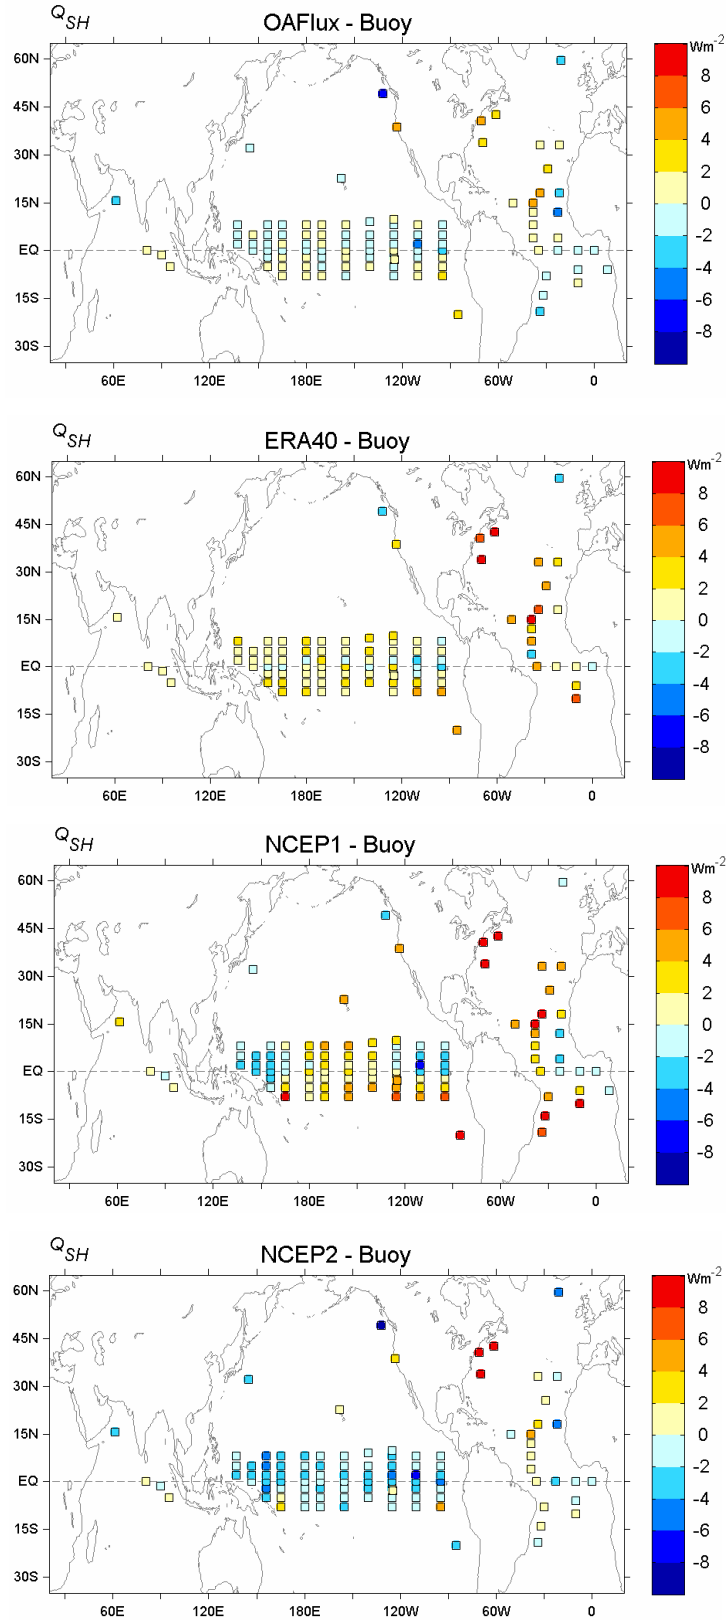 Q_SH
OAFlux - Buoy
60N
45N
30N
15N
EQ
15S
30S
60E 120E 180E 120W 60W 0
Wm-2
8
6
4
2
0
-2
-4
-6
-8
Q_SH
ERA40 - Buoy
60N
45N
30N
15N
EQ
15S
30S
60E 120E 180E 120W 60W 0
Wm-2
8
6
4
2
0
-2
-4
-6
-8
Q_SH
NCEP1 - Buoy
60N
45N
30N
15N
EQ
15S
30S
60E 120E 180E 120W 60W 0
Wm-2
8
6
4
2
0
-2
-4
-6
-8
Q_SH
NCEP2 - Buoy
60N
45N
30N
15N
EQ
15S
30S
60E 120E 180E 120W 60W 0
Wm-2
8
6
4
2
0
-2
-4
-6
-8